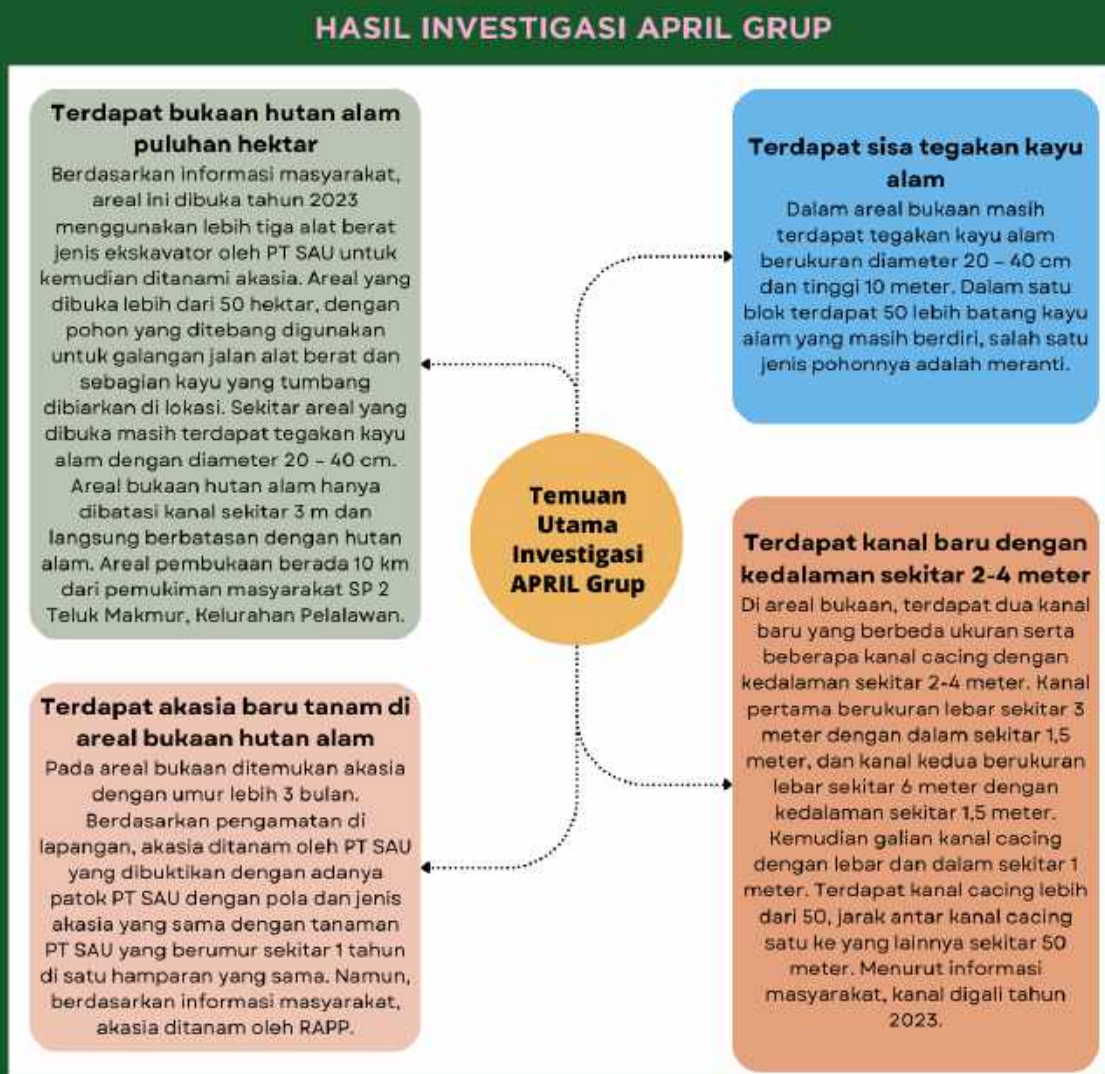 HASIL INVESTIGASI APRIL GRUP
Terdapat bukaan hutan alam
puluhan hektar
Berdasarkan informasi masyarakat,
areal ini dibuka tahun 2023
menggunakan lebih tiga alat berat
jenis ekskavator oleh PT SAU untuk
kemudian ditanami akasia. Areal yang
dibuka lebih dari 50 hektar, dengan
pohon yang ditebang digunakan
untuk galangan jalan alat berat dan
sebagian kayu yang tumbang
dibiarkan di lokasi. Sekitar areal yang
dibuka masih terdapat tegakan kayu
alam dengan diameter 20 – 40 cm.
Areal bukaan hutan alam hanya
dibatasi kanal sekitar 3 m dan
langsung berbatasan dengan hutan
alam. Areal pembukaan berada 10 km
dari pemukiman masyarakat SP 2
Teluk Makmur, Kelurahan Pelalawan.
Terdapat sisa tegakan kayu
alam
Dalam areal bukaan masih
terdapat tegakan kayu alam
berukuran diameter 20 – 40 cm
dan tinggi 10 meter. Dalam satu
blok terdapat 50 lebih batang kayu
alam yang masih berdiri, salah satu
jenis pohonnya adalah meranti.
Temuan
Utama
Investigasi
APRIL Grup
Terdapat akasia baru tanam di
areal bukaan hutan alam
Pada areal bukaan ditemukan akasia
dengan umur lebih 3 bulan.
Berdasarkan pengamatan di
lapangan, akasia ditanam oleh PT SAU
yang dibuktikan dengan adanya
patok PT SAU dengan pola dan jenis
akasia yang sama dengan tanaman
PT SAU yang berumur sekitar 1 tahun
di satu hamparan yang sama. Namun,
berdasarkan informasi masyarakat,
akasia ditanam oleh RAPP.
Terdapat kanal baru dengan
kedalaman sekitar 2-4 meter
Di areal bukaan, terdapat dua kanal
baru yang berbeda ukuran serta
beberapa kanal cacing dengan
kedalaman sekitar 2-4 meter. Kanal
pertama berukuran lebar sekitar 3
meter dengan dalam sekitar 1,5
meter, dan kanal kedua berukuran
lebar sekitar 6 meter dengan
kedalaman sekitar 1,5 meter.
Kemudian galian kanal cacing
dengan lebar dan dalam sekitar 1
meter. Terdapat kanal cacing lebih
dari 50, jarak antar kanal cacing
satu ke yang lainnya sekitar 50
meter. Menurut informasi
masyarakat, kanal digali tahun
2023.